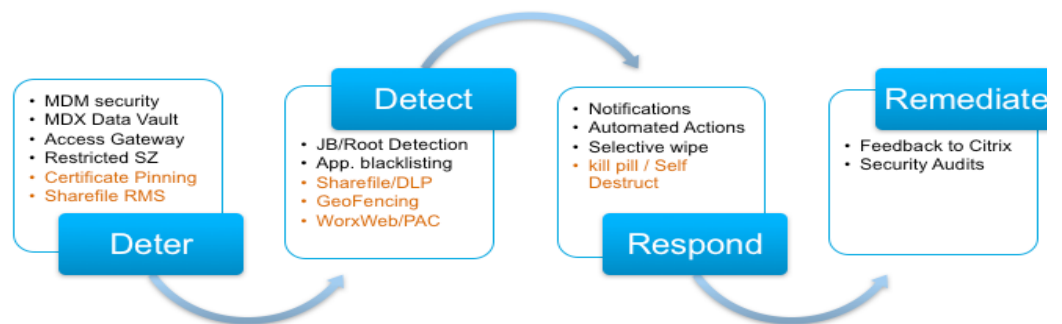 • MDM security
• MDX Data Vault
• Access Gateway
• Restricted SZ
• Certificate Pinning
• Sharefile RMS
Deter
Detect
• JB/Root Detection
• App. blacklisting
• Sharefile/DLP
• GeoFencing
• WorxWeb/PAC
• Notifications
• Automated Actions
• Selective wipe
• kill pill / Self
Destruct
Respond
Remediate
• Feedback to Citrix
• Security Audits